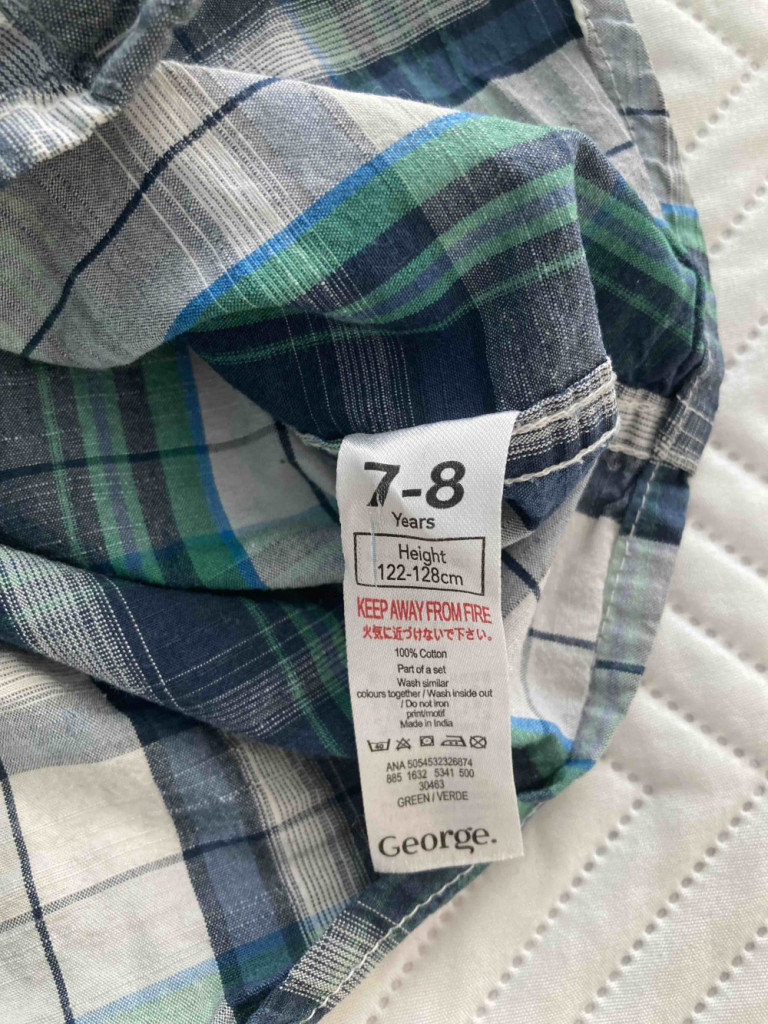 7-8
Years
Height
122-128cm
KEEP AWAY FROM FIRE
火気に近づけないで下さい。
100% Cotton
Part of a set
Wash similar
colours together / Wash inside out
/ Do not iron
print/motif
Made in India
ANA 5054532326874
885 1632 5341 500
30463
GREEN / VERDE
George.